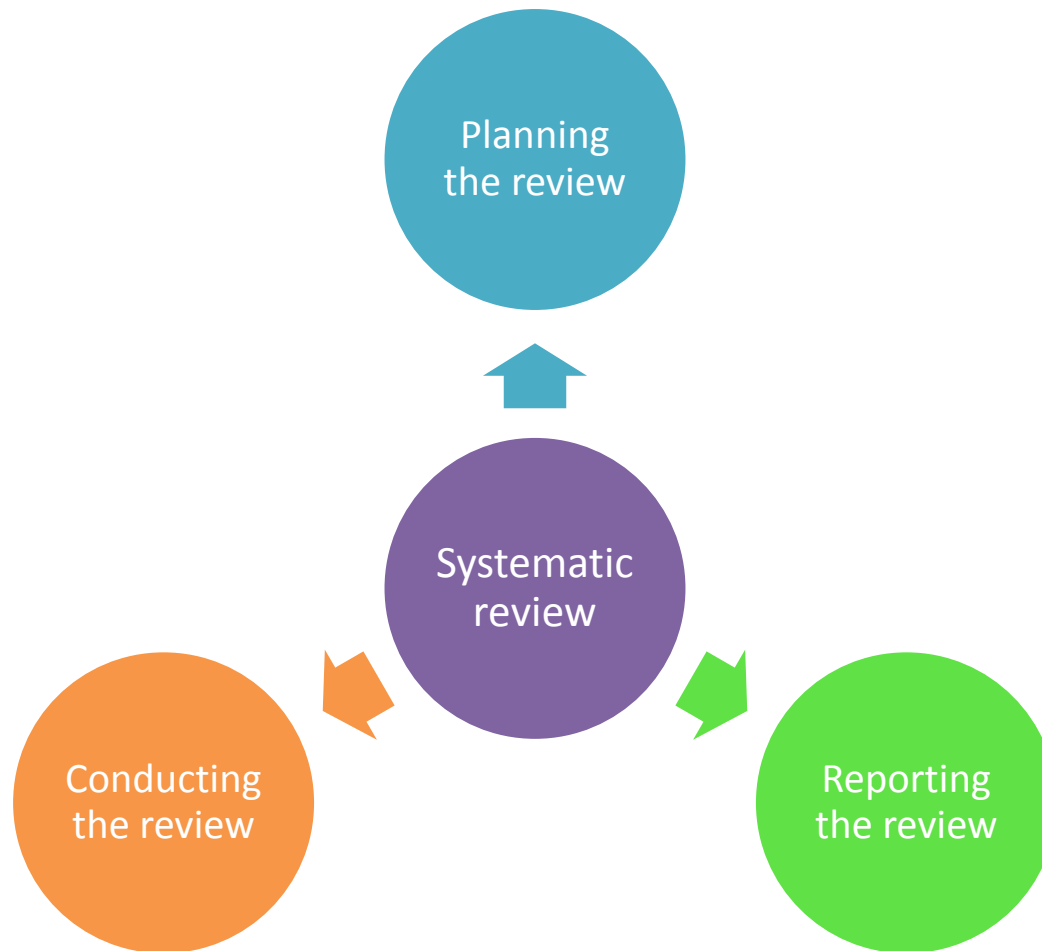 Planning
the review
Systematic
review
Conducting
the review
Reporting
the review